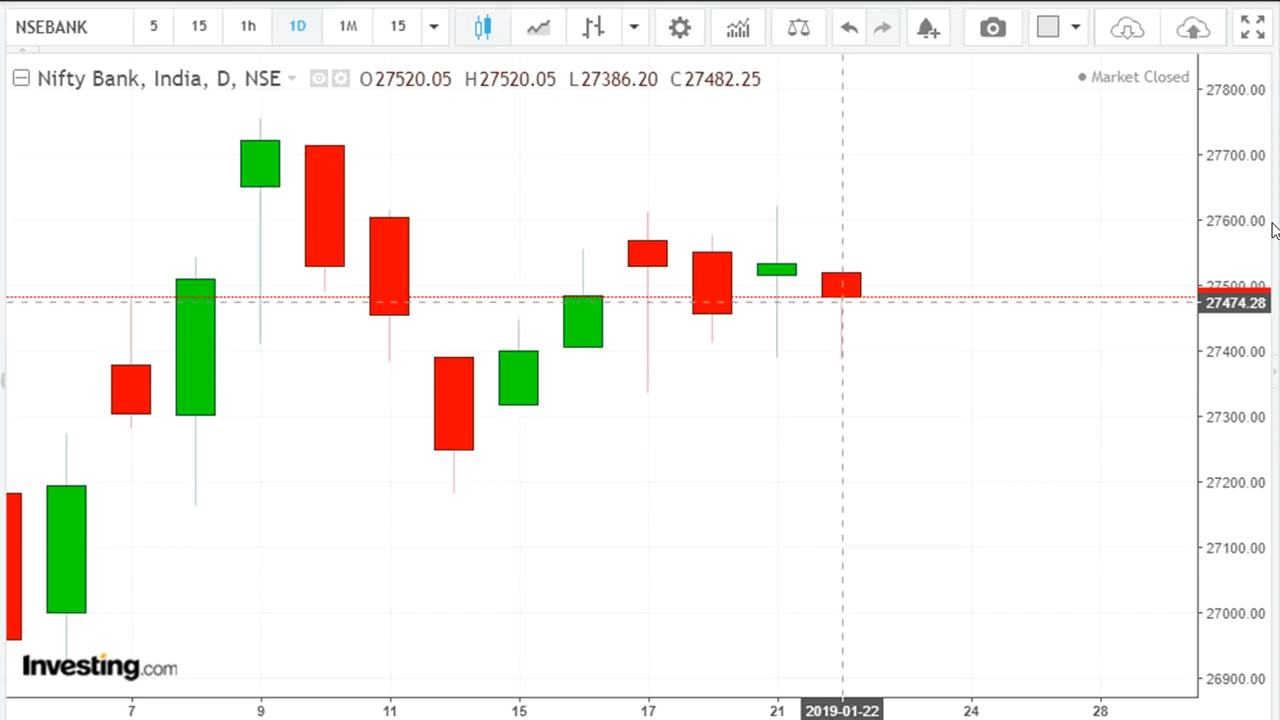 NSEBANK 5 15 1h 1D 1M 15
Nifty Bank, India, D, NSE O27520.05 H27520.05 L27386.20 C27482.25
Market Closed
27800.00
27700.00
27600.00
27500.00
27474.28
27400.00
27300.00
27200.00
27100.00
27000.00
26900.00
Investing.com
7 9 11 15 17 21 2019-01-22 24 28